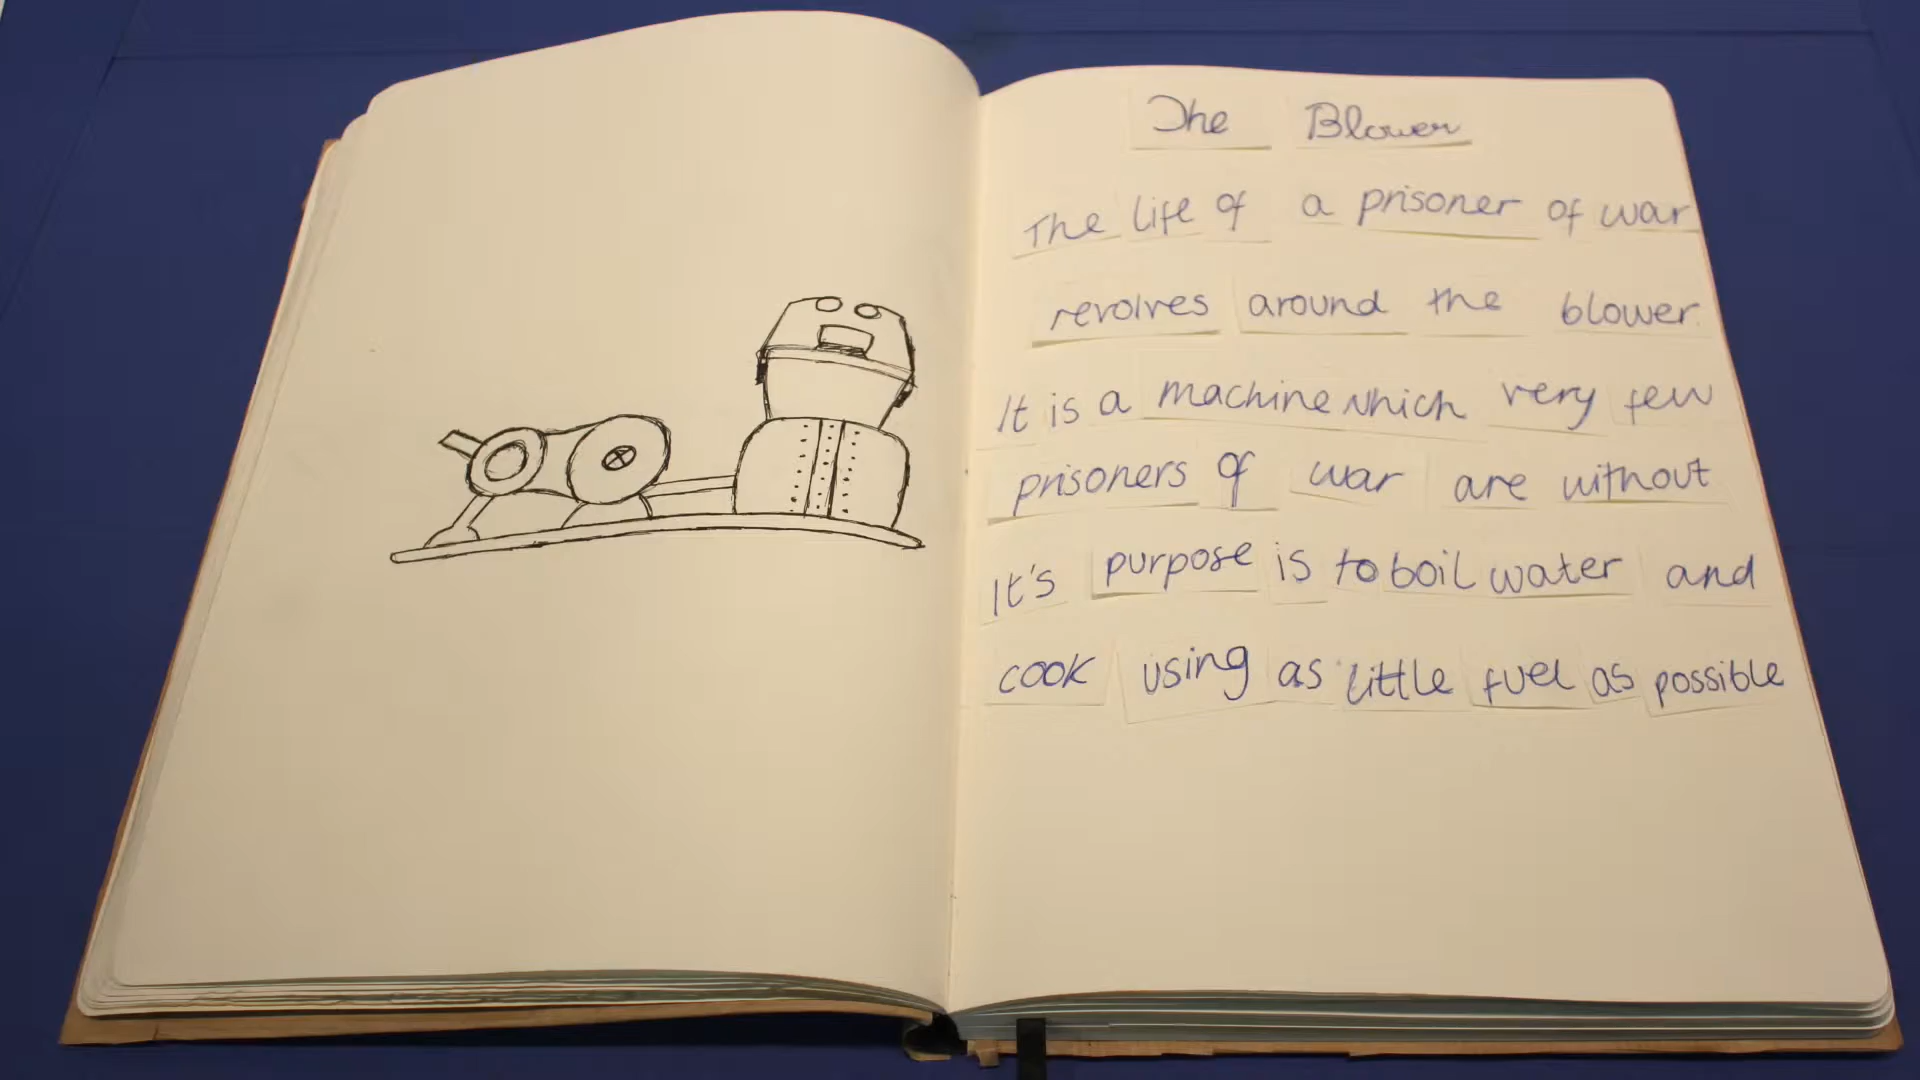 The Blower
The life of a prisoner of war
revolves around the blower.
It is a machine which very few
prisoners of war are without
It's purpose is to boil water and
cook using as little fuel as possible